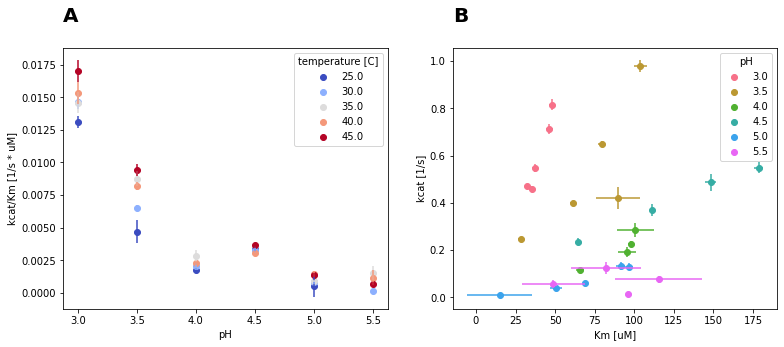 A
temperature [C]
25.0
30.0
35.0
40.0
45.0
kcat/Km [1/s * uM]
0.0175
0.0150
0.0125
0.0100
0.0075
0.0050
0.0025
0.0000
3.0 3.5 4.0 4.5 5.0 5.5
pH
B
pH
3.0
3.5
4.0
4.5
5.0
5.5
kcat [1/s]
1.0
0.8
0.6
0.4
0.2
0.0
0 25 50 75 100 125 150 175
Km [uM]